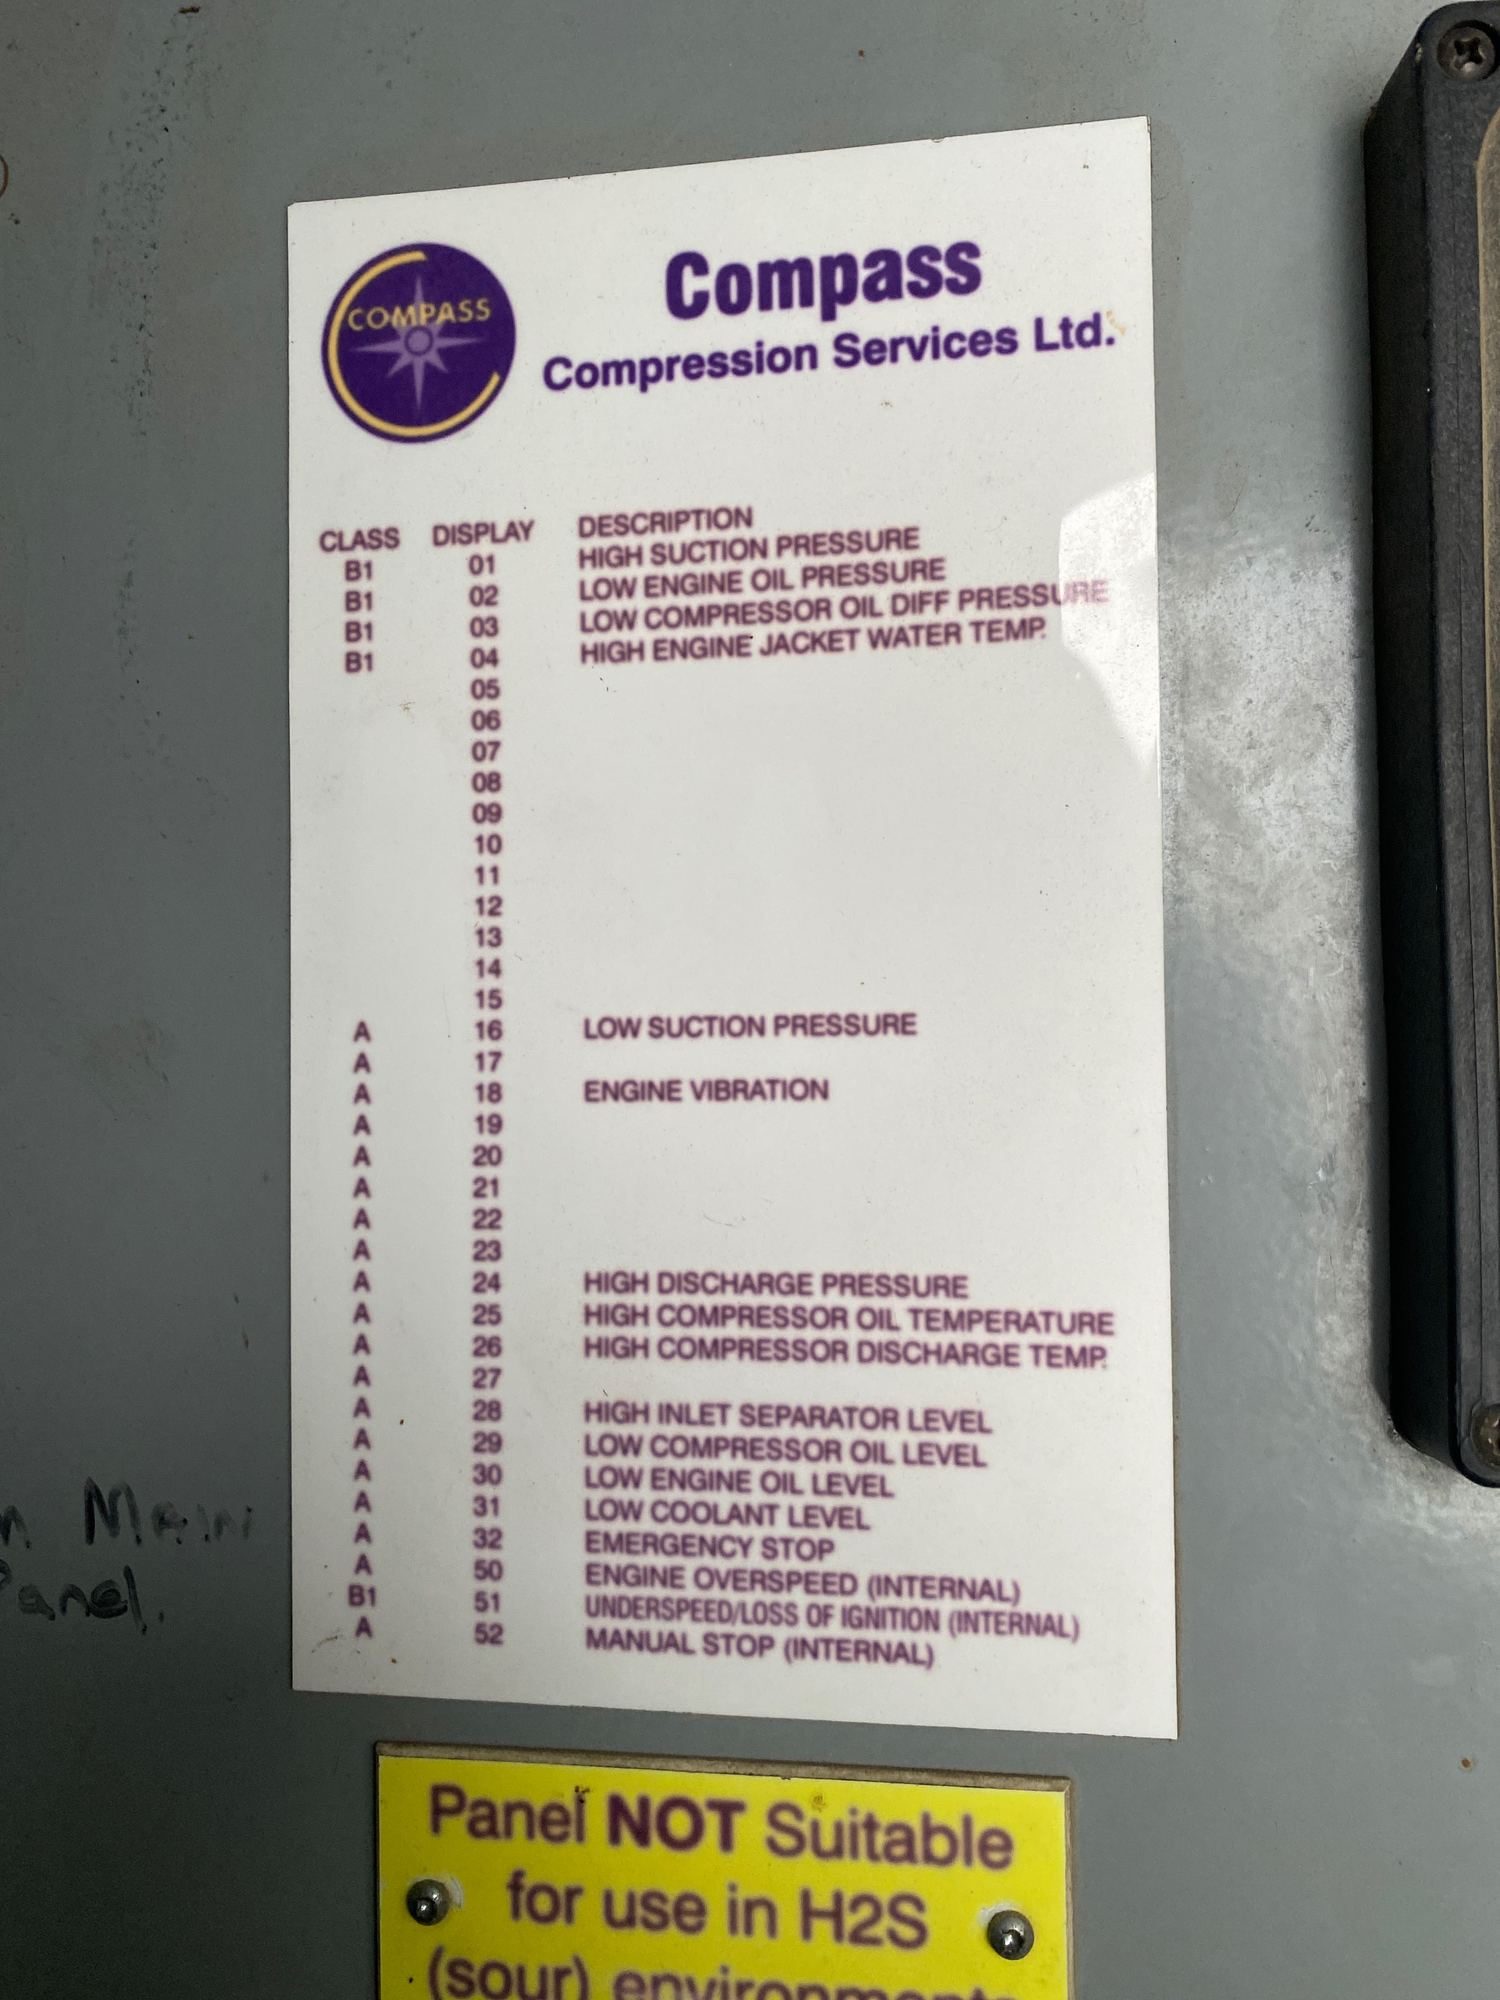 COMPASS
Compass
Compression Services Ltd.
CLASS DISPLAY DESCRIPTION
B1 01 HIGH SUCTION PRESSURE
B1 02 LOW ENGINE OIL PRESSURE
B1 03 LOW COMPRESSOR OIL DIFF PRESSURE
B1 04 HIGH ENGINE JACKET WATER TEMP.
05
06
07
08
09
10
11
12
13
14
15
A 16 LOW SUCTION PRESSURE
A 17
A 18 ENGINE VIBRATION
A 19
A 20
A 21
A 22
A 23
A 24 HIGH DISCHARGE PRESSURE
A 25 HIGH COMPRESSOR OIL TEMPERATURE
A 26 HIGH COMPRESSOR DISCHARGE TEMP.
A 27
A 28 HIGH INLET SEPARATOR LEVEL
A 29 LOW COMPRESSOR OIL LEVEL
A 30 LOW ENGINE OIL LEVEL
A 31 LOW COOLANT LEVEL
A 32 EMERGENCY STOP
A 50 ENGINE OVERSPEED (INTERNAL)
B1 51 UNDERSPEED/LOSS OF IGNITION (INTERNAL)
A 52 MANUAL STOP (INTERNAL)
Main
Panel.
Panel NOT Suitable
for use in H2S
(sour) environments